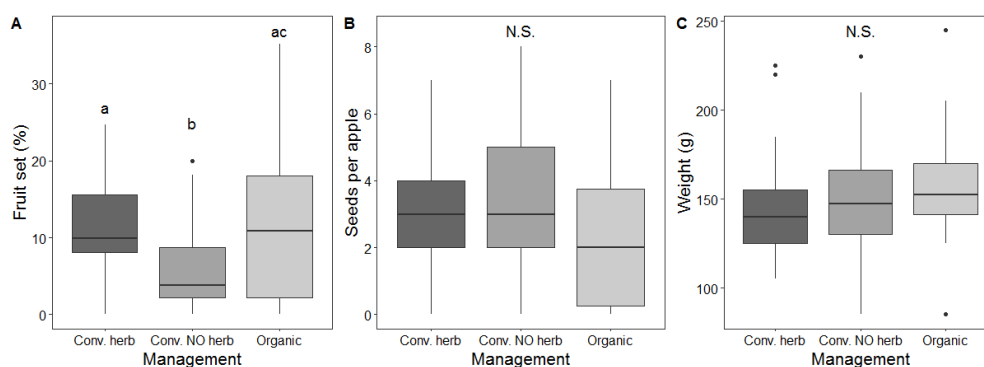 A
Fruit set (%)
30
20
10
0
a
b
ac
Conv. herb Conv. NO herb Organic
Management
B
Seeds per apple
8
6
4
2
0
N.S.
Conv. herb Conv. NO herb Organic
Management
C
Weight (g)
250
200
150
100
N.S.
Conv. herb Conv. NO herb Organic
Management